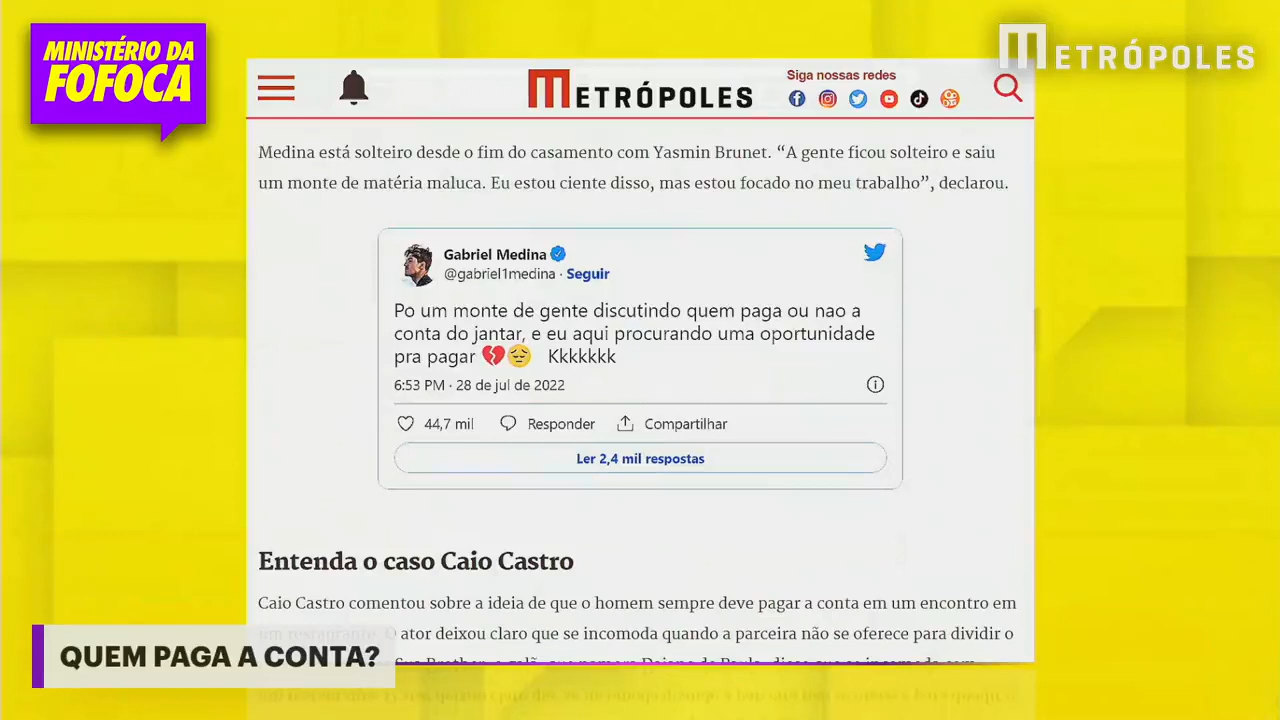 MINISTÉRIO DA
FOFOCA
METRÓPOLES
METRÓPOLES
Siga nossas redes
Medina está solteiro desde o fim do casamento com Yasmin Brunet. “A gente ficou solteiro e saiu
um monte de matéria maluca. Eu estou ciente disso, mas estou focado no meu trabalho”, declarou.
Gabriel Medina
@gabriel1medina · Seguir
Po um monte de gente discutindo quem paga ou nao a
conta do jantar, e eu aqui procurando uma oportunidade
pra pagar 💔😔 Kkkkkkk
6:53 PM · 28 de jul de 2022
44,7 mil Responder Compartilhar
Ler 2,4 mil respostas
Entenda o caso Caio Castro
Caio Castro comentou sobre a ideia de que o homem sempre deve pagar a conta em um encontro em
um restaurante. O ator deixou claro que se incomoda quando a parceira não se oferece para dividir o
QUEM PAGA A CONTA?